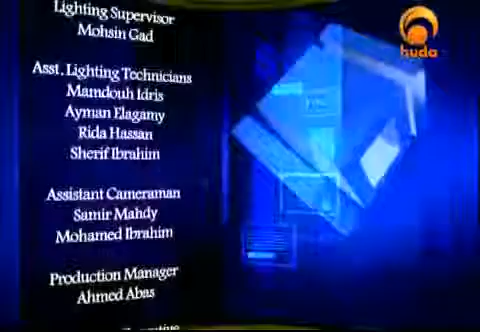 Lighting Supervisor
Mohsin Gad
Asst. Lighting Technicians
Mamdouh Idris
Ayman Elagamy
Rida Hassan
Sherif Ibrahim
Assistant Cameraman
Samir Mahdy
Mohamed Ibrahim
Production Manager
Ahmed Abas
huda